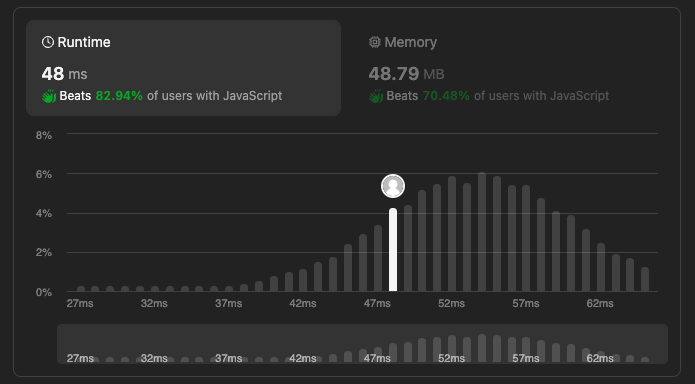 Runtime
Memory
48 ms
48.79 MB
Beats 82.94% of users with JavaScript
Beats 70.48% of users with JavaScript
8%
6%
4%
2%
0%
27ms 32ms 37ms 42ms 47ms 52ms 57ms 62ms
27ms 32ms 37ms 42ms 47ms 52ms 57ms 62ms